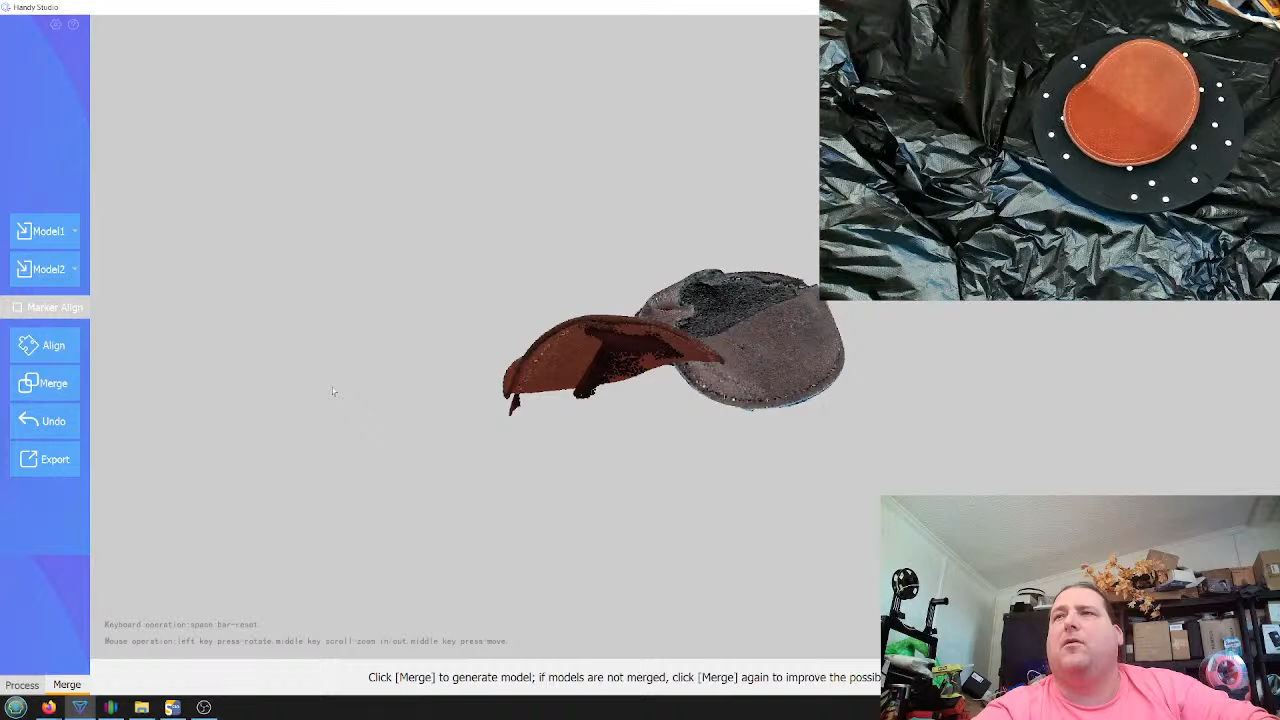 Handy Studio
Model1
Model2
Marker Align
Align
Merge
Undo
Export
Keyboard operation:space bar-reset
Mouse operation:left key press-rotate,middle key scroll-zoom in/out,middle key press-move.
Click [Merge] to generate model; if models are not merged, click [Merge] again to improve the possib
Process
Merge